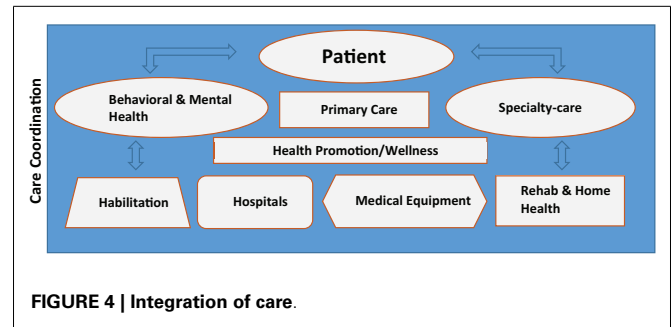 Care Coordination
Patient
Behavioral & Mental
Health
Primary Care
Specialty-care
Health Promotion/Wellness
Habilitation
Hospitals
Medical Equipment
Rehab & Home
Health
FIGURE 4 | Integration of care.